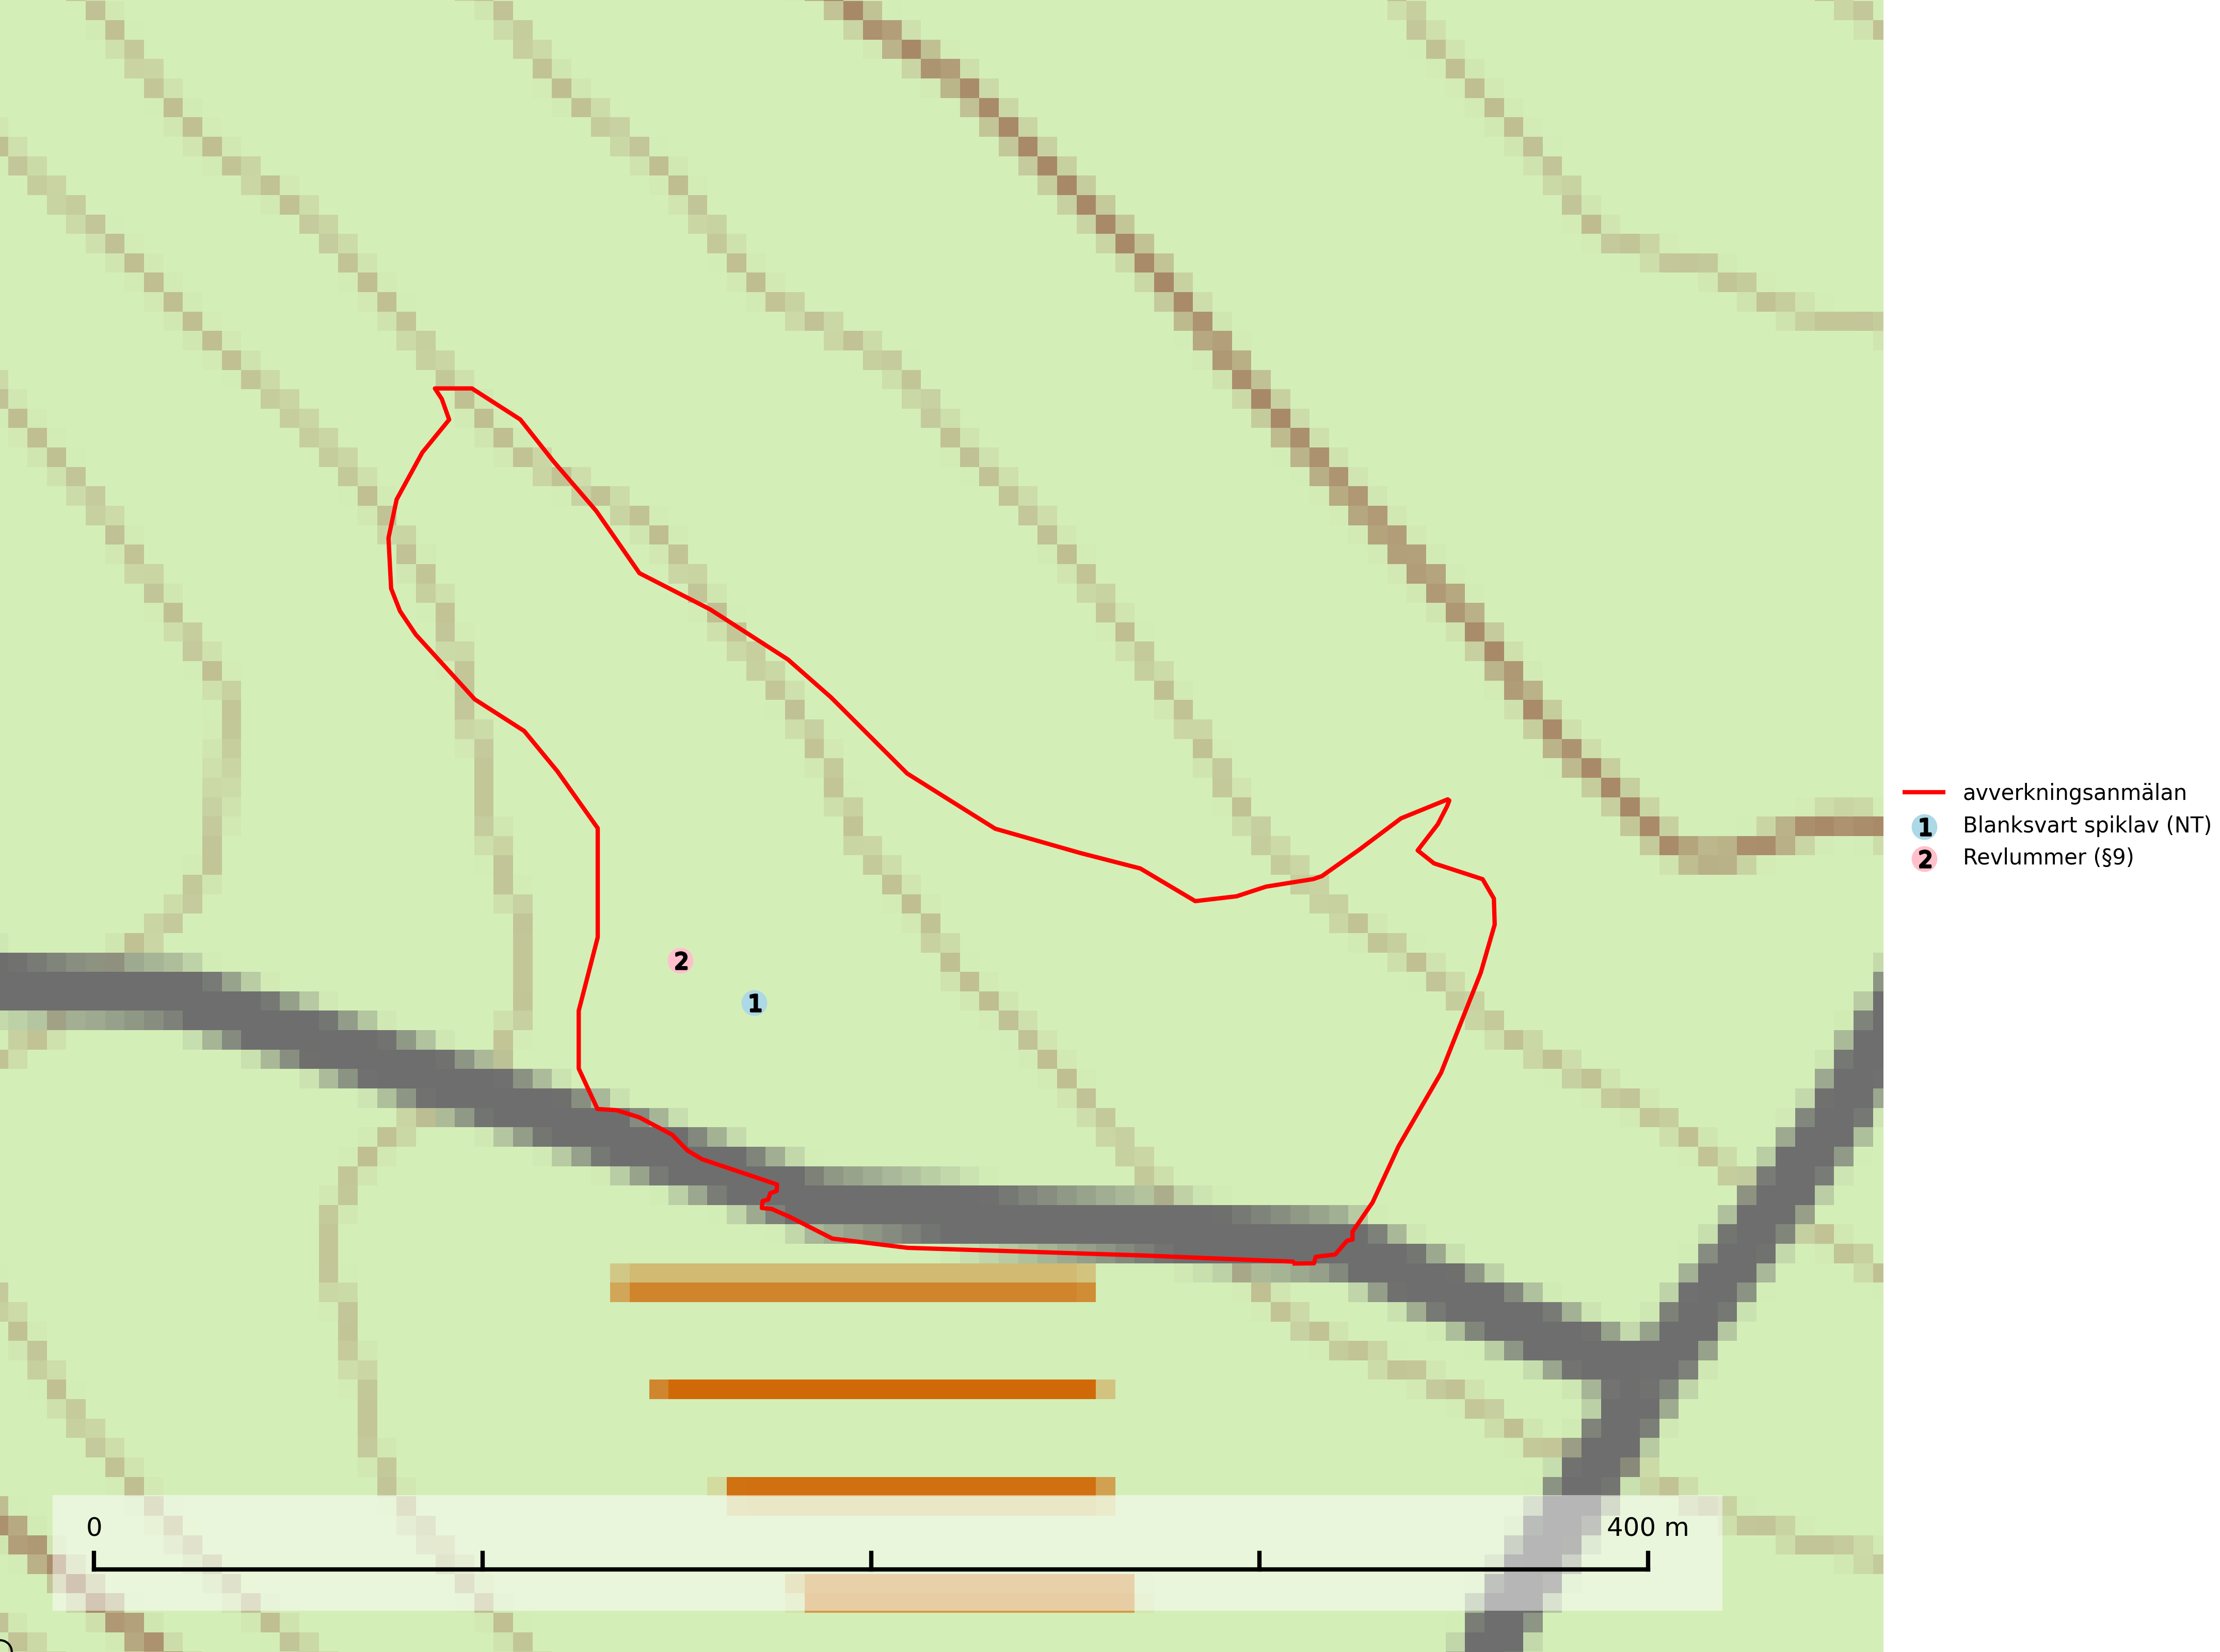 avverkningsanmälan
1 Blanksvart spiklav (NT)
2 Revlummer (§9)
2
1
0 400 m